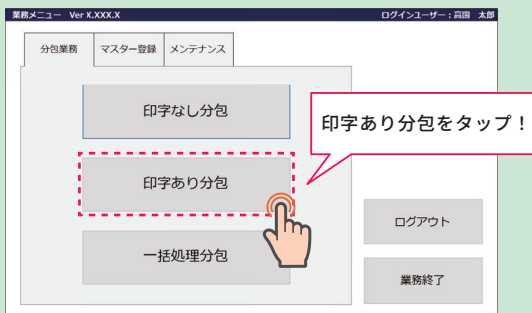 業務メニュー Ver X.XXX.X
ログインユーザー：高園 太郎
分包業務
マスター登録
メンテナンス
印字なし分包
印字あり分包をタップ！
印字あり分包
ログアウト
一括処理分包
業務終了